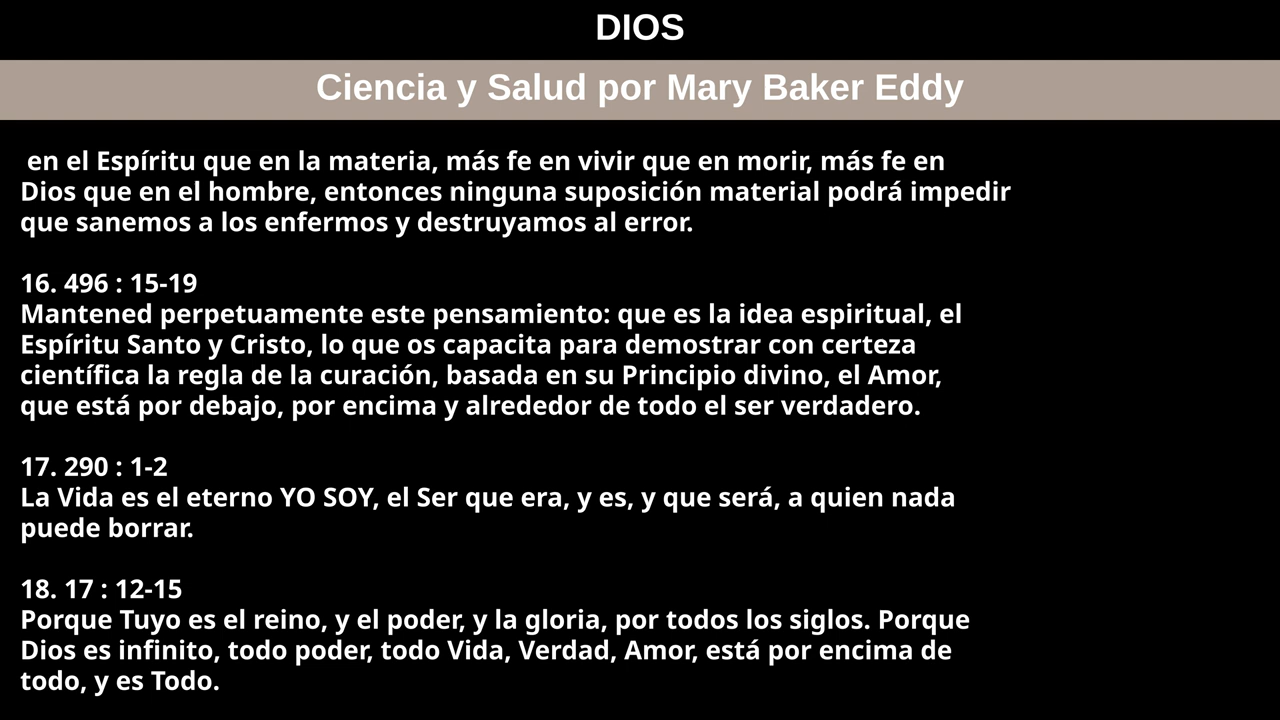 DIOS
Ciencia y Salud por Mary Baker Eddy
en el Espíritu que en la materia, más fe en vivir que en morir, más fe en
Dios que en el hombre, entonces ninguna suposición material podrá impedir
que sanemos a los enfermos y destruyamos al error.
16. 496 : 15-19
Mantened perpetuamente este pensamiento: que es la idea espiritual, el
Espíritu Santo y Cristo, lo que os capacita para demostrar con certeza
científica la regla de la curación, basada en su Principio divino, el Amor,
que está por debajo, por encima y alrededor de todo el ser verdadero.
17. 290 : 1-2
La Vida es el eterno YO SOY, el Ser que era, y es, y que será, a quien nada
puede borrar.
18. 17 : 12-15
Porque Tuyo es el reino, y el poder, y la gloria, por todos los siglos. Porque
Dios es infinito, todo poder, todo Vida, Verdad, Amor, está por encima de
todo, y es Todo.